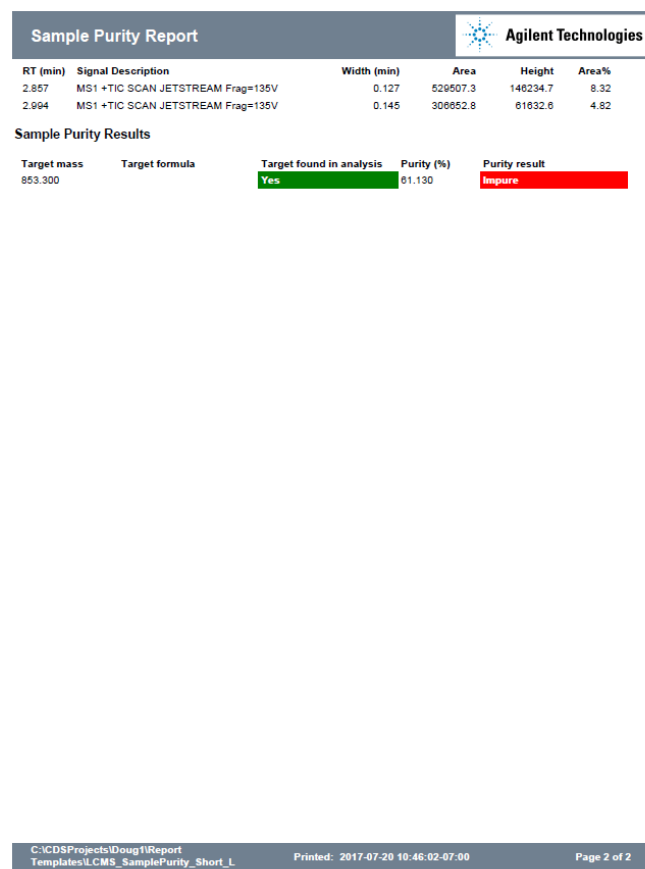 Sample Purity Report
Agilent Technologies
RT (min) Signal Description Width (min) Area Height Area%
2.857 MS1 +TIC SCAN JETSTREAM Frag=135V 0.127 529507.3 146234.7 8.32
2.994 MS1 +TIC SCAN JETSTREAM Frag=135V 0.145 306652.8 61632.6 4.82
Sample Purity Results
Target mass Target formula Target found in analysis Purity (%) Purity result
853.300 Yes 61.130 Impure
C:\CDSProjects\Doug1\Report
Templates\LCMS_SamplePurity_Short_L
Printed: 2017-07-20 10:46:02-07:00
Page 2 of 2